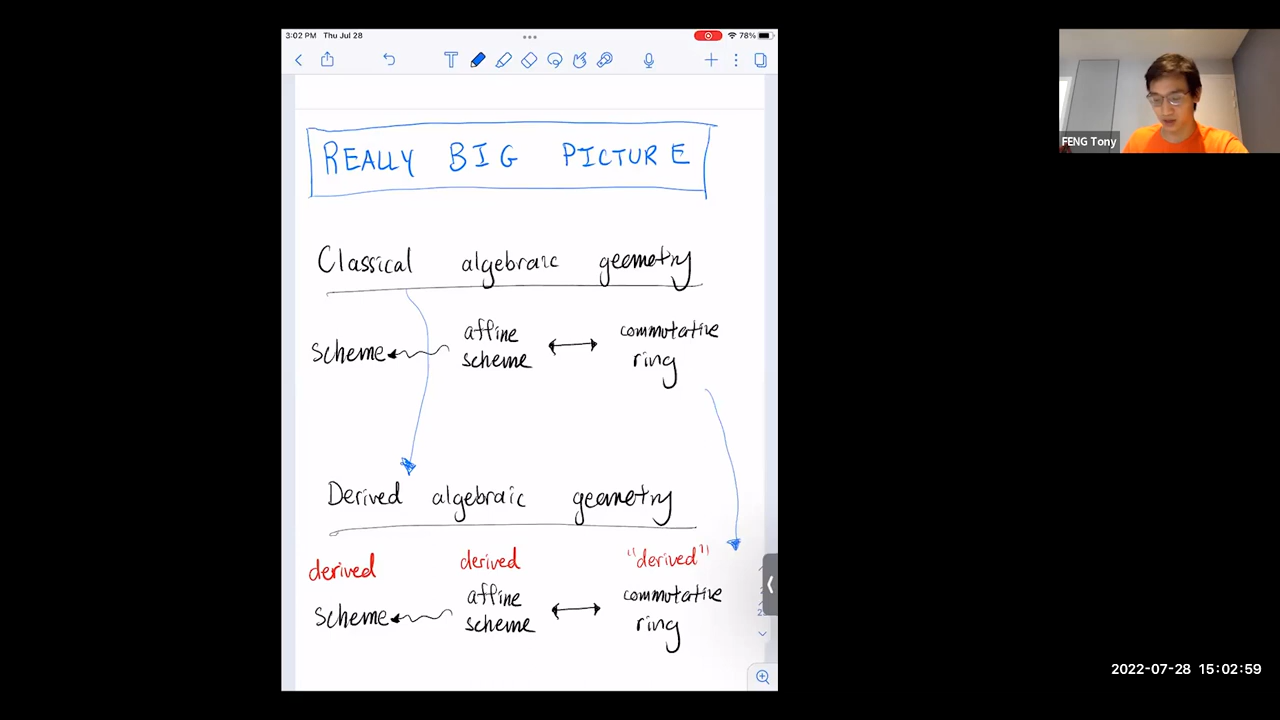 3:02 PM Thu Jul 28
78%
REALLY BIG PICTURE
Classical algebraic geometry
scheme affine scheme commutative ring
Derived algebraic geometry
derived derived "derived"
scheme affine scheme commutative ring
FENG Tony
2022-07-28 15:02:59